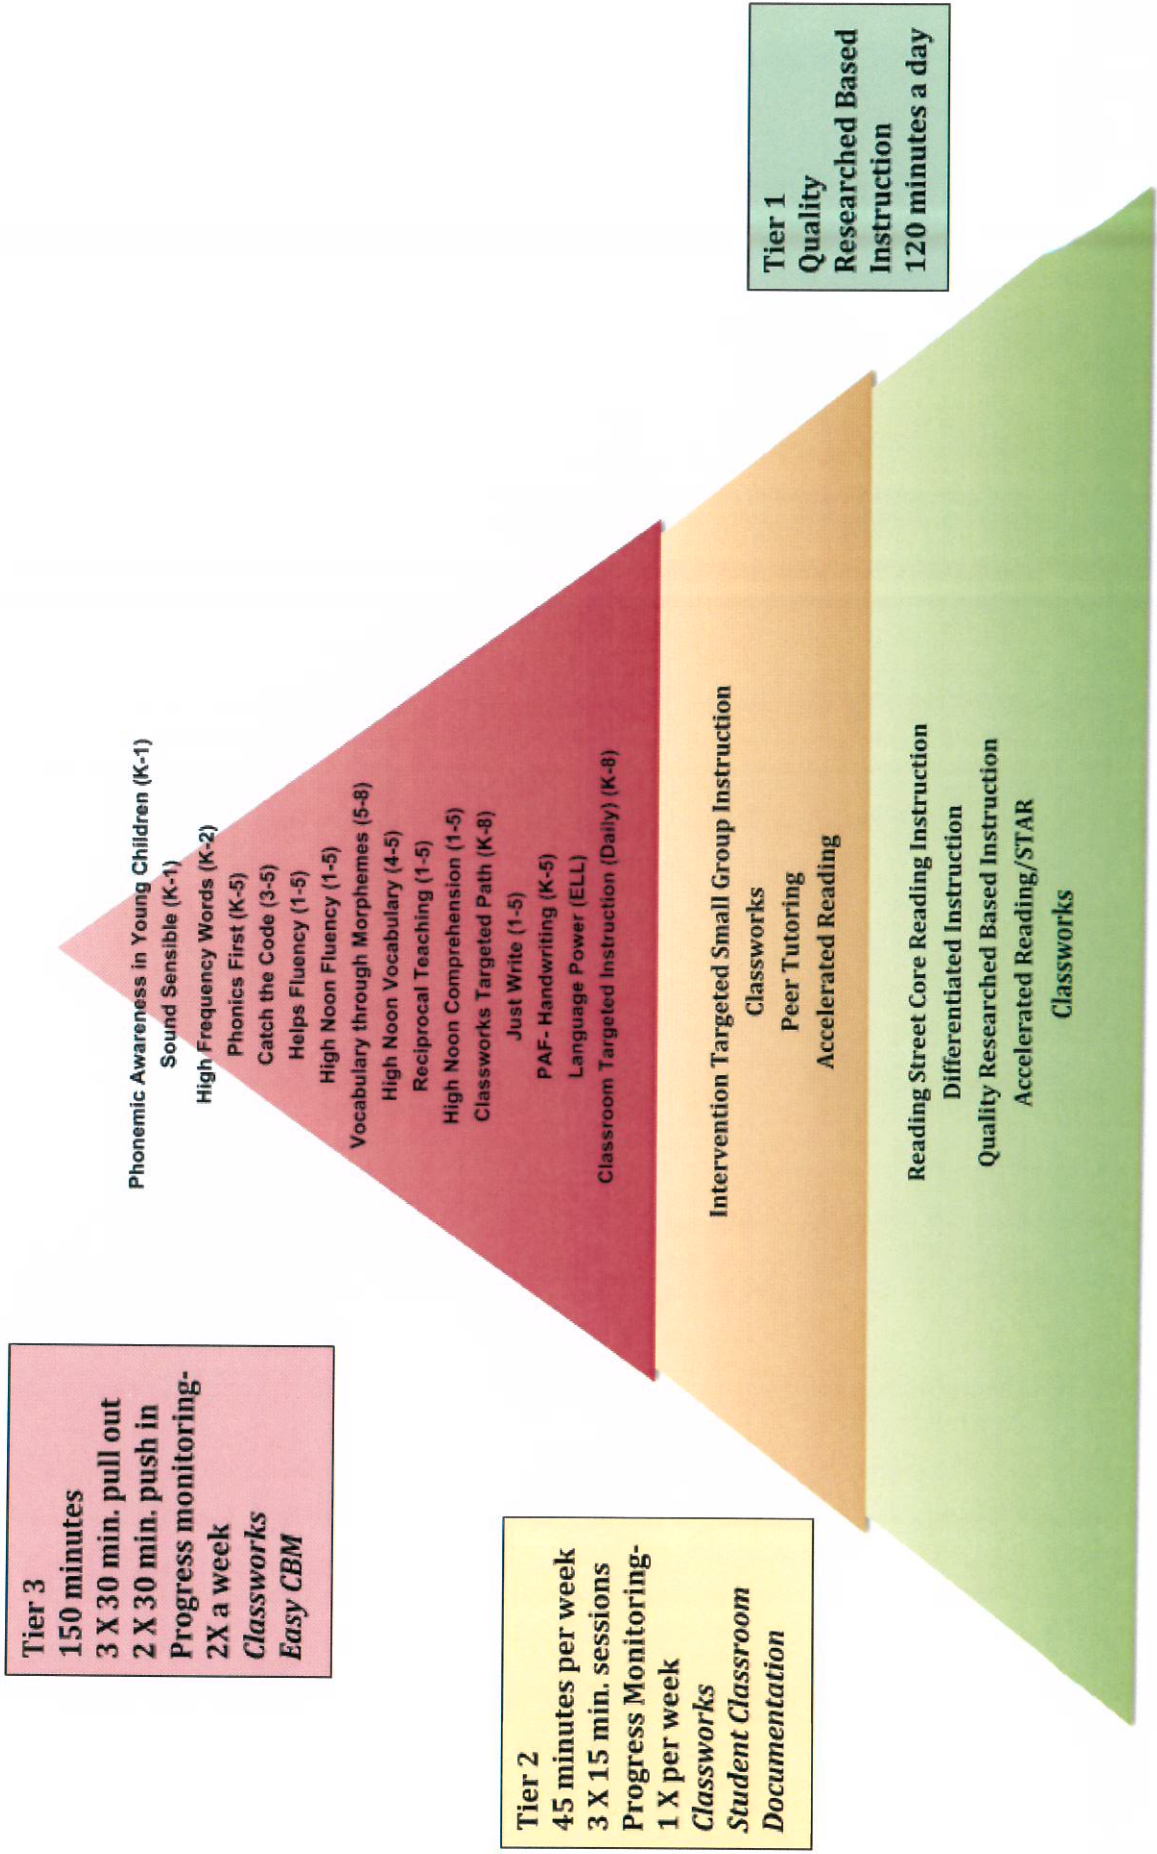 Tier 3
150 minutes
3 X 30 min. pull out
2 X 30 min. push in
Progress monitoring-
2X a week
Classworks
Easy CBM
Phonemic Awareness in Young Children (K-1)
Sound Sensible (K-1)
High Frequency Words (K-2)
Phonics First (K-5)
Catch the Code (3-5)
Helps Fluency (1-5)
High Noon Fluency (1-5)
Vocabulary through Morphemes (5-8)
High Noon Vocabulary (4-5)
Reciprocal Teaching (1-5)
High Noon Comprehension (1-5)
Classworks Targeted Path (K-8)
Just Write (1-5)
PAF- Handwriting (K-5)
Language Power (ELL)
Classroom Targeted Instruction (Daily) (K-8)
Tier 2
45 minutes per week
3 X 15 min. sessions
Progress Monitoring-
1 X per week
Classworks
Student Classroom
Documentation
Intervention Targeted Small Group Instruction
Classworks
Peer Tutoring
Accelerated Reading
Tier 1
Quality
Researched Based
Instruction
120 minutes a day
Reading Street Core Reading Instruction
Differentiated Instruction
Quality Researched Based Instruction
Accelerated Reading/STAR
Classworks